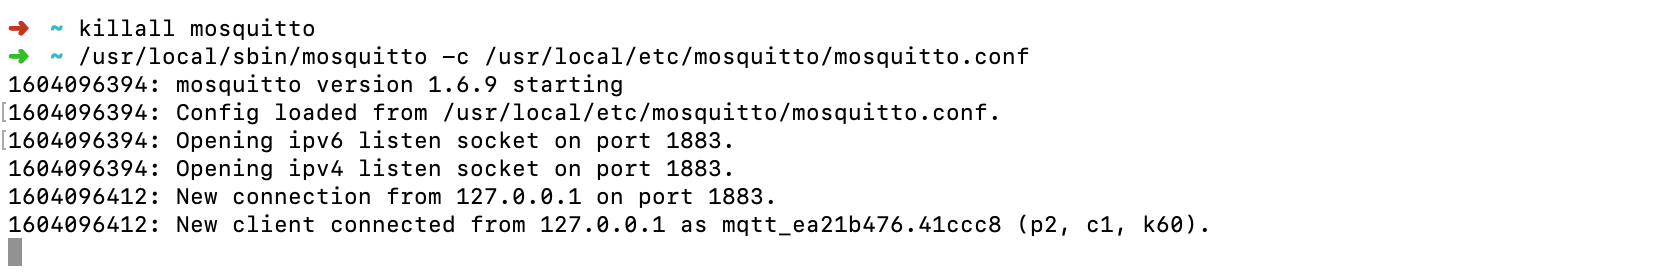 ➜ ~ killall mosquitto
➜ ~ /usr/local/sbin/mosquitto -c /usr/local/etc/mosquitto/mosquitto.conf
1604096394: mosquitto version 1.6.9 starting
[1604096394: Config loaded from /usr/local/etc/mosquitto/mosquitto.conf.
[1604096394: Opening ipv6 listen socket on port 1883.
1604096394: Opening ipv4 listen socket on port 1883.
1604096412: New connection from 127.0.0.1 on port 1883.
1604096412: New client connected from 127.0.0.1 as mqtt_ea21b476.41ccc8 (p2, c1, k60).